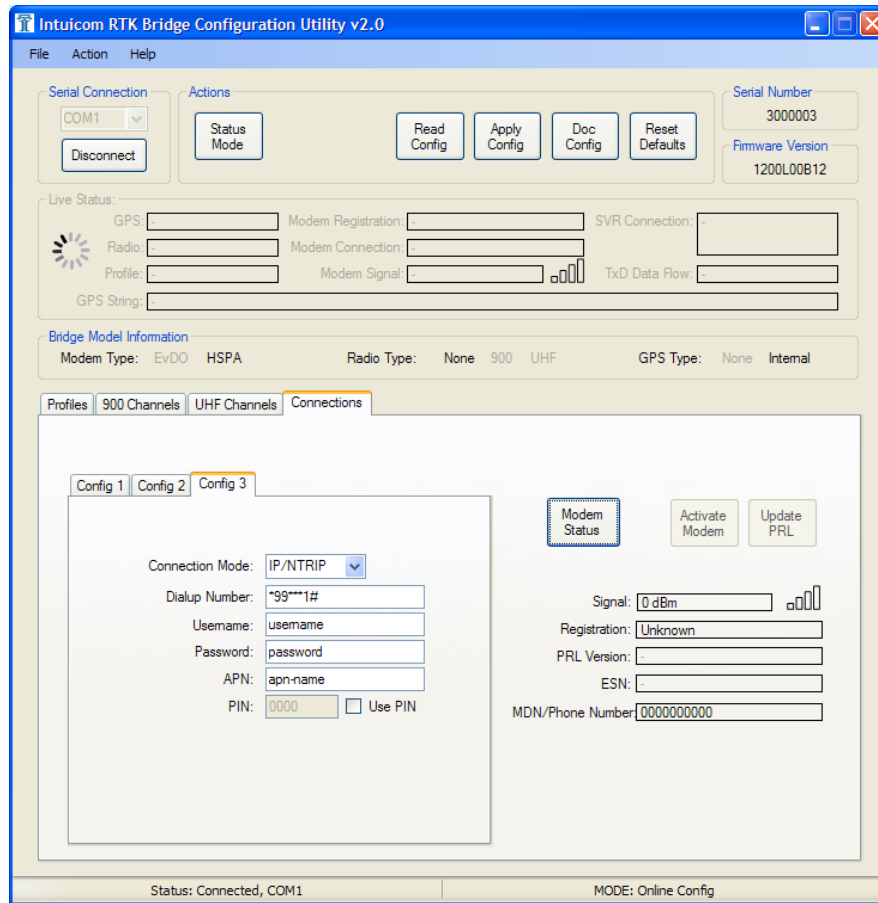 Intuicom RTK Bridge Configuration Utility v2.0
File Action Help
Serial Connection
COM1
Disconnect
Actions
Status Mode
Read Config
Apply Config
Doc Config
Reset Defaults
Serial Number
3000003
Firmware Version
1200L00B12
Live Status:
GPS: - Modem Registration: - SVR Connection: -
Radio: - Modem Connection: -
Profile: - Modem Signal: - TxD Data Flow: -
GPS String: -
Bridge Model Information
Modem Type: EvDO HSPA Radio Type: None 900 UHF GPS Type: None Internal
Profiles 900 Channels UHF Channels Connections
Config 1 Config 2 Config 3
Connection Mode: IP/NTRIP
Dialup Number: *99***1#
Username: username
Password: password
APN: apn-name
PIN: 0000 Use PIN
Modem Status
Activate Modem
Update PRL
Signal: 0 dBm
Registration: Unknown
PRL Version: -
ESN: -
MDN/Phone Number: 0000000000
Status: Connected, COM1 MODE: Online Config